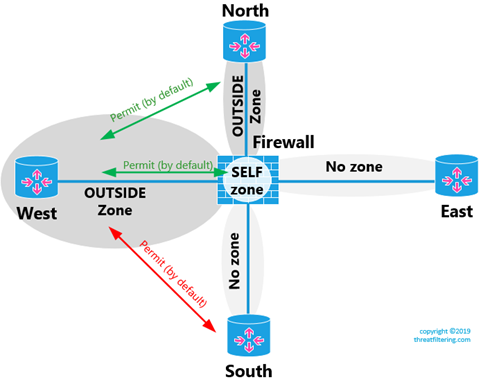 North
Permit (by default)
OUTSIDE
Zone
Firewall
Permit (by default)
SELF
zone
No zone
OUTSIDE
Zone
West
East
Permit (by default)
No zone
South
copyright ©2019
threatfiltering.com